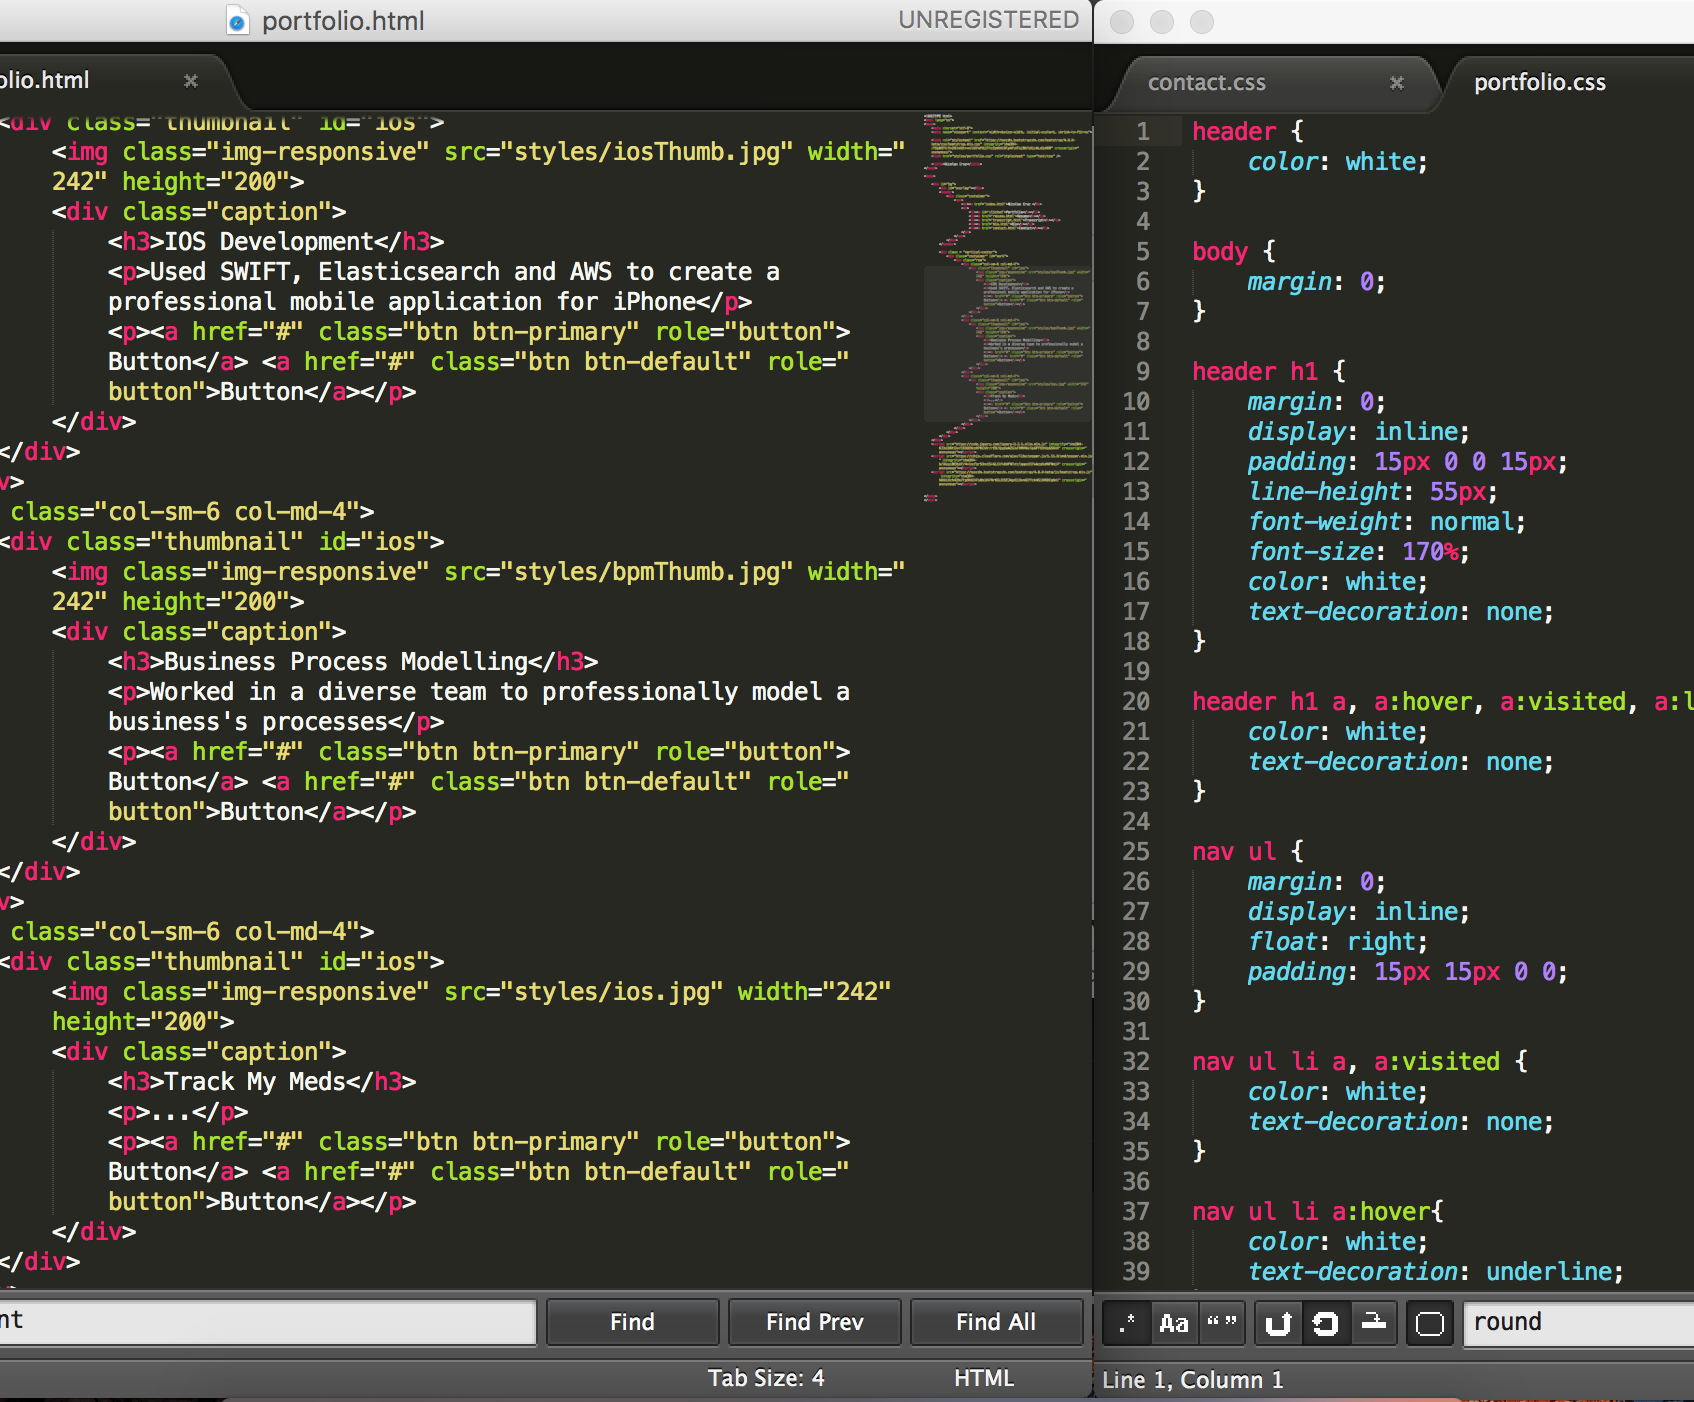 portfolio.html
UNREGISTERED
olio.html
<div class="thumbnail" id="ios">
<img class="img-responsive" src="styles/iosThumb.jpg" width="
242" height="200">
<div class="caption">
<h3>IOS Development</h3>
<p>Used SWIFT, Elasticsearch and AWS to create a
professional mobile application for iPhone</p>
<p><a href="#" class="btn btn-primary" role="button">
Button</a> <a href="#" class="btn btn-default" role="
button">Button</a></p>
</div>
</div>
v>
class="col-sm-6 col-md-4">
<div class="thumbnail" id="ios">
<img class="img-responsive" src="styles/bpmThumb.jpg" width="
242" height="200">
<div class="caption">
<h3>Business Process Modelling</h3>
<p>Worked in a diverse team to professionally model a
business's processes</p>
<p><a href="#" class="btn btn-primary" role="button">
Button</a> <a href="#" class="btn btn-default" role="
button">Button</a></p>
</div>
</div>
v>
class="col-sm-6 col-md-4">
<div class="thumbnail" id="ios">
<img class="img-responsive" src="styles/ios.jpg" width="242"
height="200">
<div class="caption">
<h3>Track My Meds</h3>
<p>...</p>
<p><a href="#" class="btn btn-primary" role="button">
Button</a> <a href="#" class="btn btn-default" role="
button">Button</a></p>
</div>
</div>
nt
Find
Find Prev
Find All
Tab Size: 4
HTML
contact.css
portfolio.css
1 header {
2 color: white;
3 }
4
5 body {
6 margin: 0;
7 }
8
9 header h1 {
10 margin: 0;
11 display: inline;
12 padding: 15px 0 0 15px;
13 line-height: 55px;
14 font-weight: normal;
15 font-size: 170%;
16 color: white;
17 text-decoration: none;
18 }
19
20 header h1 a, a:hover, a:visited, a:l
21 color: white;
22 text-decoration: none;
23 }
24
25 nav ul {
26 margin: 0;
27 display: inline;
28 float: right;
29 padding: 15px 15px 0 0;
30 }
31
32 nav ul li a, a:visited {
33 color: white;
34 text-decoration: none;
35 }
36
37 nav ul li a:hover{
38 color: white;
39 text-decoration: underline;
.* Aa “”
round
Line 1, Column 1